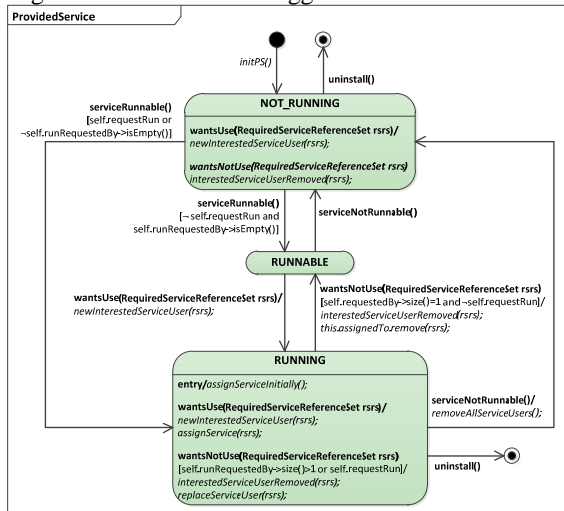 ProvidedService
initPS()
uninstall()
serviceRunnable()
[self.requestRun or
¬self.runRequestedBy->isEmpty()]
NOT_RUNNING
wantsUse(RequiredServiceReferenceSet rsrs)/
newInterestedServiceUser(rsrs);
wantsNotUse(RequiredServiceReferenceSet rsrs)
interestedServiceUserRemoved(rsrs);
serviceRunnable()
[¬self.requestRun and
self.runRequestedBy->isEmpty()]
serviceNotRunnable()
RUNNABLE
wantsUse(RequiredServiceReferenceSet rsrs)/
newInterestedServiceUser(rsrs);
wantsNotUse(RequiredServiceReferenceSet rsrs)
[self.requestedBy->size()=1 and ¬self.requestRun]/
interestedServiceUserRemoved(rsrs);
this.assignedTo.remove(rsrs);
RUNNING
entry/assignServiceInitially();
wantsUse(RequiredServiceReferenceSet rsrs)/
newInterestedServiceUser(rsrs);
assignService(rsrs);
wantsNotUse(RequiredServiceReferenceSet rsrs)
[self.runRequestedBy->size()>1 or self.requestRun]/
interestedServiceUserRemoved(rsrs);
replaceServiceUser(rsrs);
serviceNotRunnable()/
removeAllServiceUsers();
uninstall()